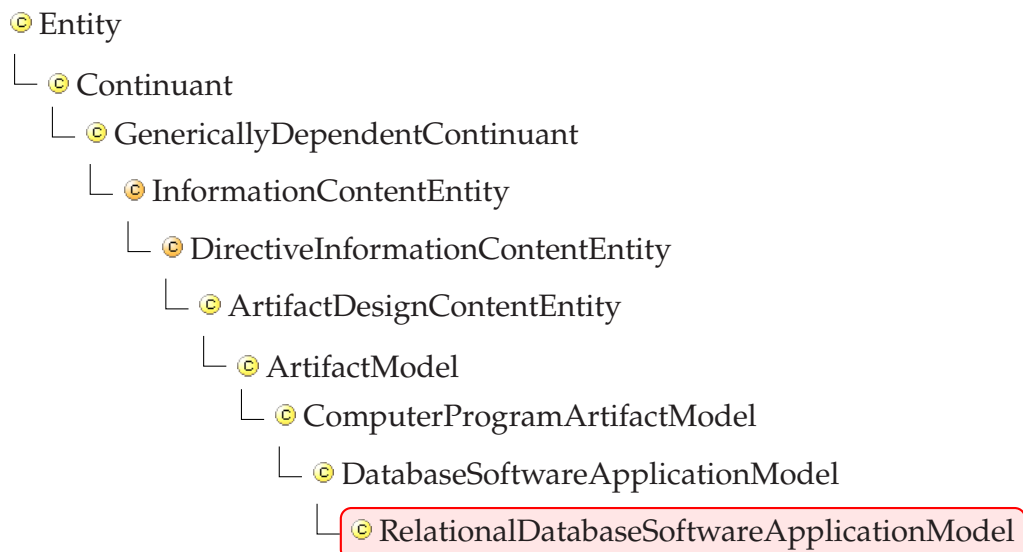 Entity
Continuant
GenericallyDependentContinuant
InformationContentEntity
DirectiveInformationContentEntity
ArtifactDesignContentEntity
ArtifactModel
ComputerProgramArtifactModel
DatabaseSoftwareApplicationModel
RelationalDatabaseSoftwareApplicationModel